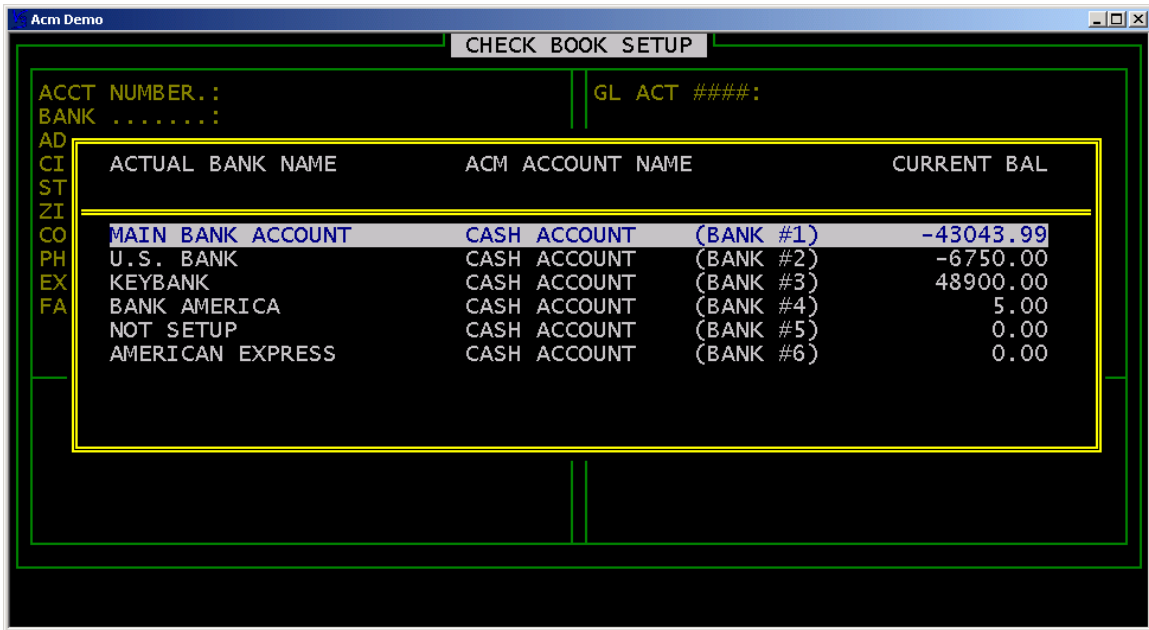 Acm Demo
CHECK BOOK SETUP
ACCT NUMBER.: GL ACT ####:
BANK .......:
AD
CI ACTUAL BANK NAME ACM ACCOUNT NAME CURRENT BAL
ST
ZI
CO MAIN BANK ACCOUNT CASH ACCOUNT (BANK #1) -43043.99
PH U.S. BANK CASH ACCOUNT (BANK #2) -6750.00
EX KEYBANK CASH ACCOUNT (BANK #3) 48900.00
FA BANK AMERICA CASH ACCOUNT (BANK #4) 5.00
NOT SETUP CASH ACCOUNT (BANK #5) 0.00
AMERICAN EXPRESS CASH ACCOUNT (BANK #6) 0.00